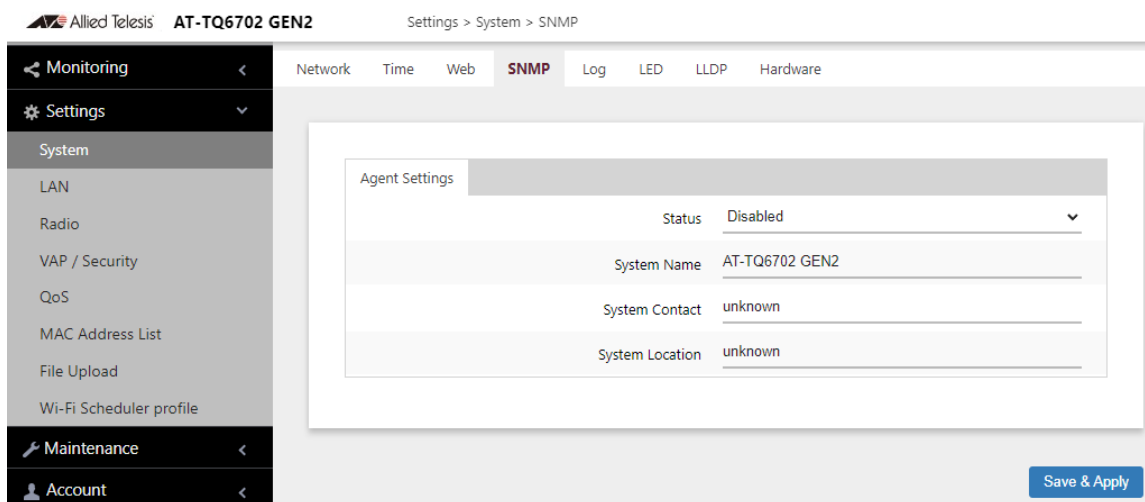 Allied Telesis AT-TQ6702 GEN2 Settings > System > SNMP
Monitoring
Network Time Web SNMP Log LED LLDP Hardware
Settings
System
LAN
Radio
VAP / Security
QoS
MAC Address List
File Upload
Wi-Fi Scheduler profile
Maintenance
Account
Agent Settings
Status Disabled
System Name AT-TQ6702 GEN2
System Contact unknown
System Location unknown
Save & Apply